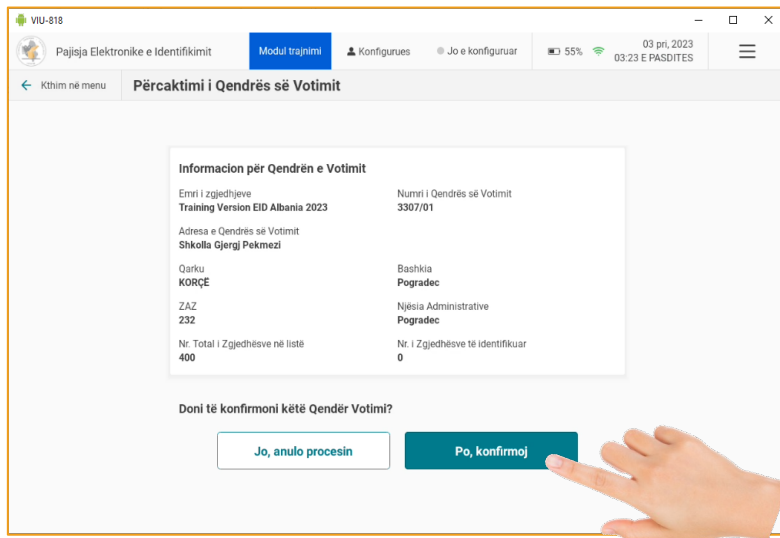 VIU-818
Pajisja Elektronike e Identifikimit
Modul trajnimi
Konfigurues
Jo e konfiguruar
55%
03 pri, 2023
03:23 E PASDITES
Kthim në menu
Përcaktimi i Qendrës së Votimit
Informacion për Qendrën e Votimit
Emri i zgjedhjeve
Training Version EID Albania 2023
Numri i Qendrës së Votimit
3307/01
Adresa e Qendrës së Votimit
Shkolla Gjergj Pekmezi
Qarku
KORÇË
Bashkia
Pogradec
ZAZ
232
Njësia Administrative
Pogradec
Nr. Total i Zgjedhësve në listë
400
Nr. i Zgjedhësve të identifikuar
0
Doni të konfirmoni këtë Qendër Votimi?
Jo, anulo procesin
Po, konfirmoj